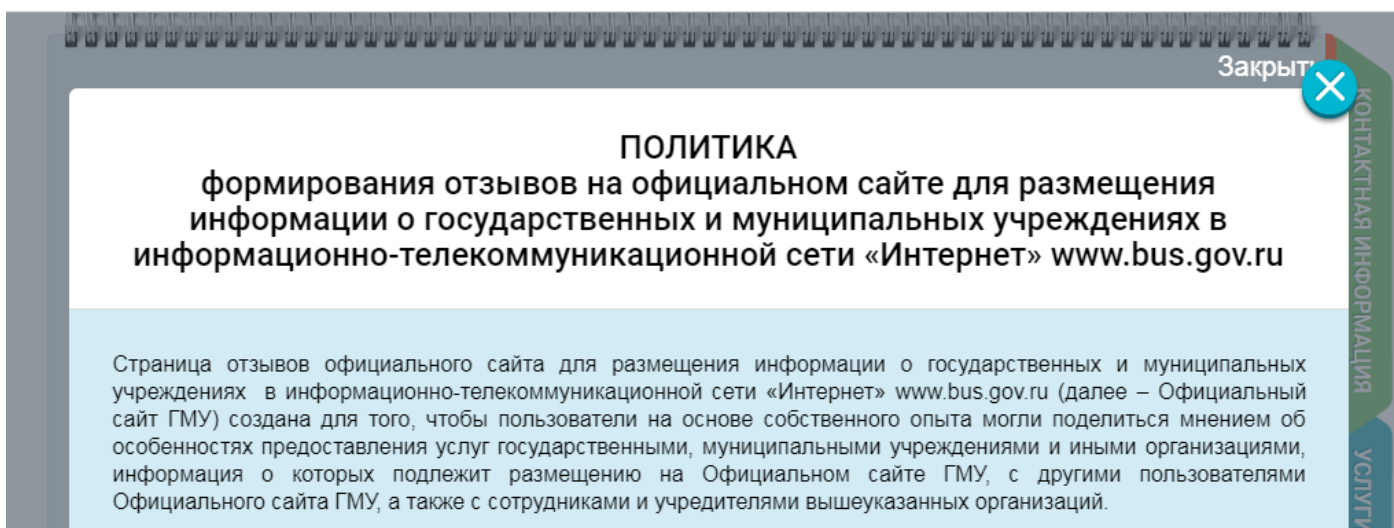 Закрыть
ПОЛИТИКА
формирования отзывов на официальном сайте для размещения
информации о государственных и муниципальных учреждениях в
информационно-телекоммуникационной сети «Интернет» www.bus.gov.ru
Страница отзывов официального сайта для размещения информации о государственных и муниципальных
учреждениях в информационно-телекоммуникационной сети «Интернет» www.bus.gov.ru (далее – Официальный
сайт ГМУ) создана для того, чтобы пользователи на основе собственного опыта могли поделиться мнением об
особенностях предоставления услуг государственными, муниципальными учреждениями и иными организациями,
информация о которых подлежит размещению на Официальном сайте ГМУ, с другими пользователями
Официального сайта ГМУ, а также с сотрудниками и учредителями вышеуказанных организаций.
КОНТАКТНАЯ ИНФОРМАЦИЯ
УСЛУГИ